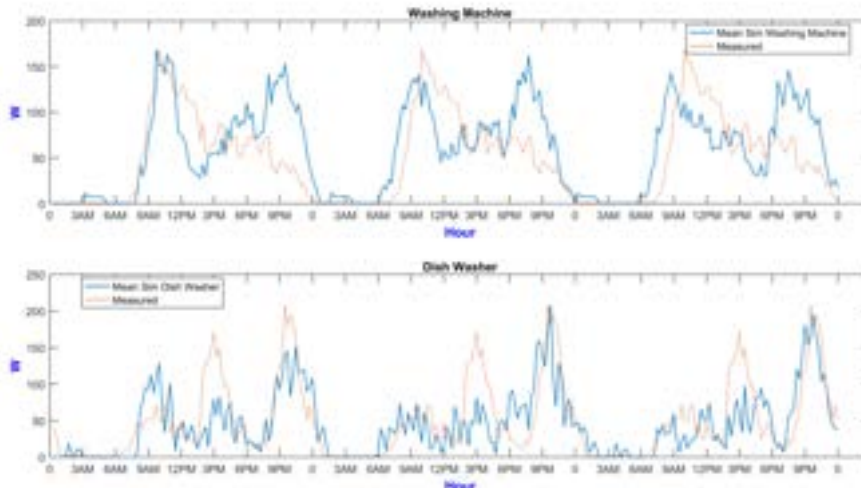 Washing Machine
200
Mean Sim Washing Machine
Measured
150
W
100
50
0
0 3AM 6AM 9AM 12PM 3PM 6PM 9PM 0 3AM 6AM 9AM 12PM 3PM 6PM 9PM 0 3AM 6AM 9AM 12PM 3PM 6PM 9PM 0
Hour
Dish Washer
250
Mean Sim Dish Washer
Measured
200
150
W
100
50
0
0 3AM 6AM 9AM 12PM 3PM 6PM 9PM 0 3AM 6AM 9AM 12PM 3PM 6PM 9PM 0 3AM 6AM 9AM 12PM 3PM 6PM 9PM 0
Hour